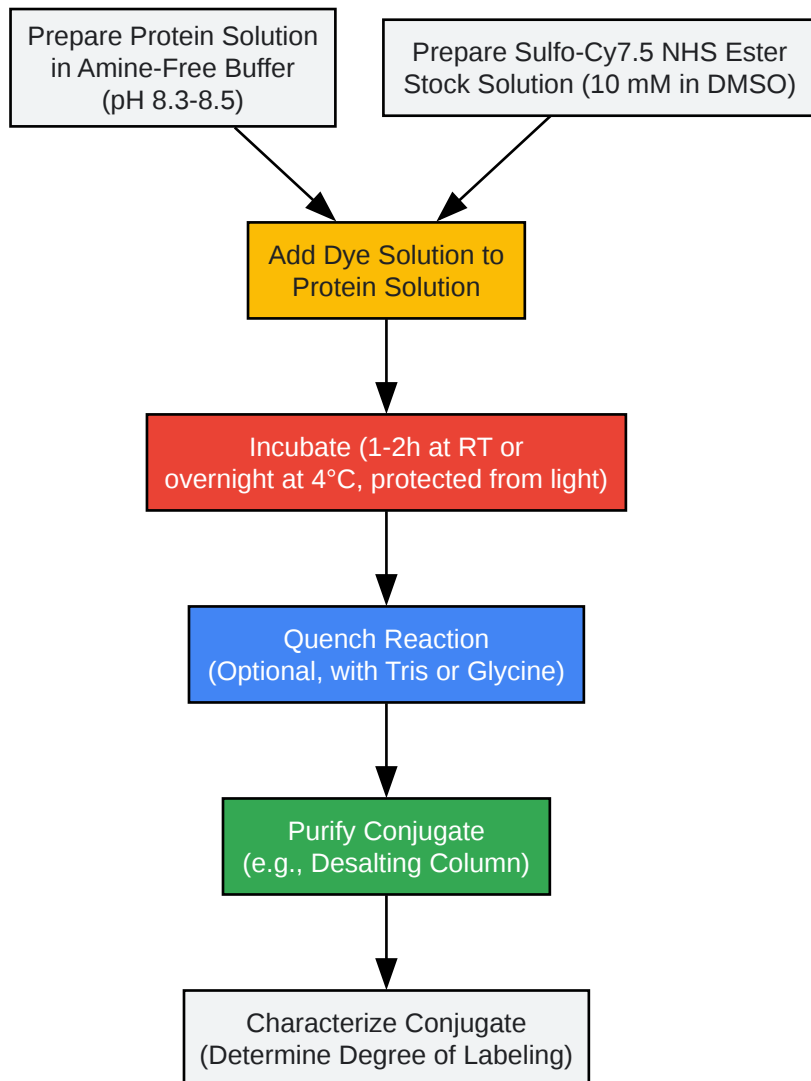 Prepare Protein Solution
in Amine-Free Buffer
(pH 8.3-8.5)
Prepare Sulfo-Cy7.5 NHS Ester
Stock Solution (10 mM in DMSO)
Add Dye Solution to
Protein Solution
Incubate (1-2h at RT or
overnight at 4°C, protected from light)
Quench Reaction
(Optional, with Tris or Glycine)
Purify Conjugate
(e.g., Desalting Column)
Characterize Conjugate
(Determine Degree of Labeling)